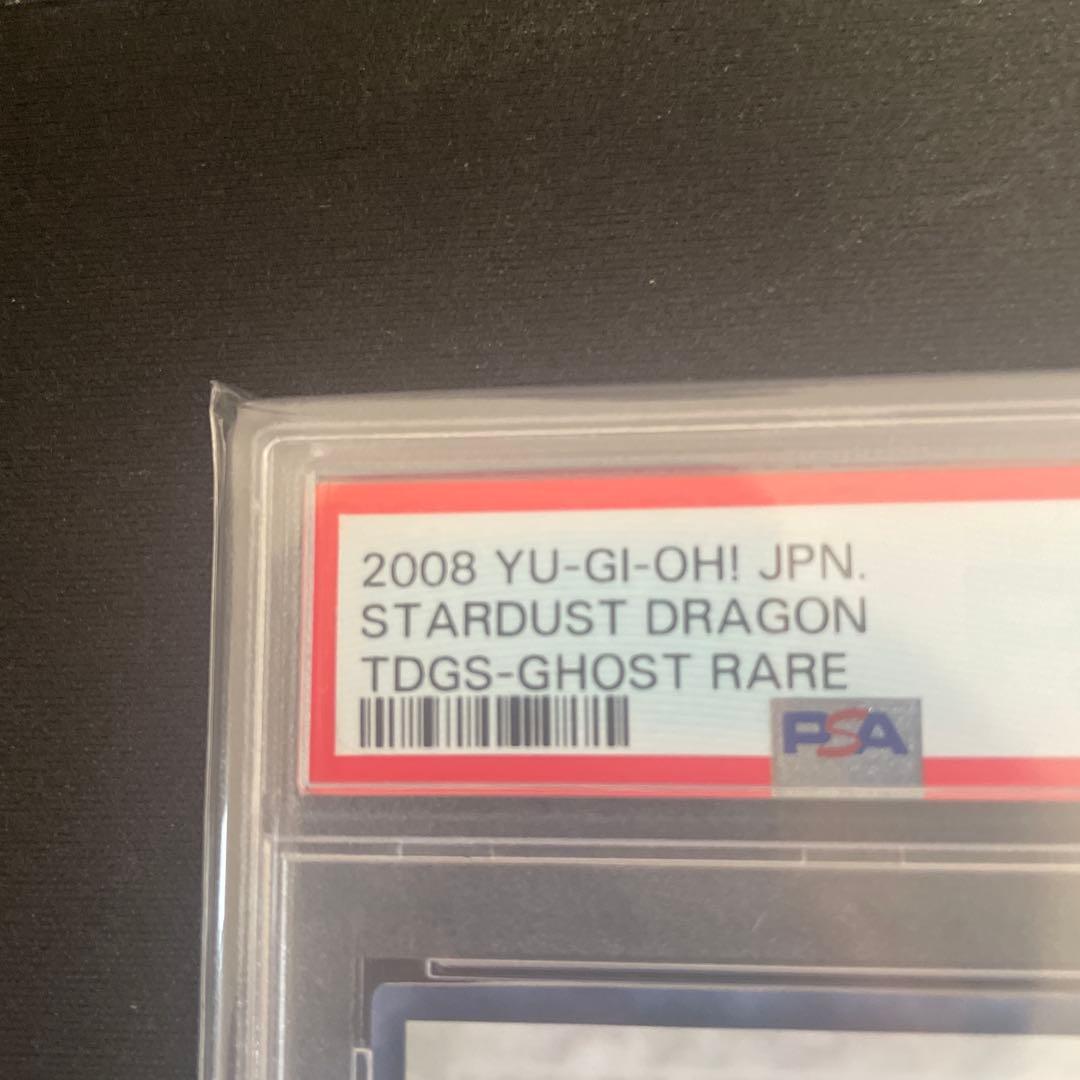 2008 YU-GI-OH! JPN.
STARDUST DRAGON
TDGS-GHOST RARE
PSA